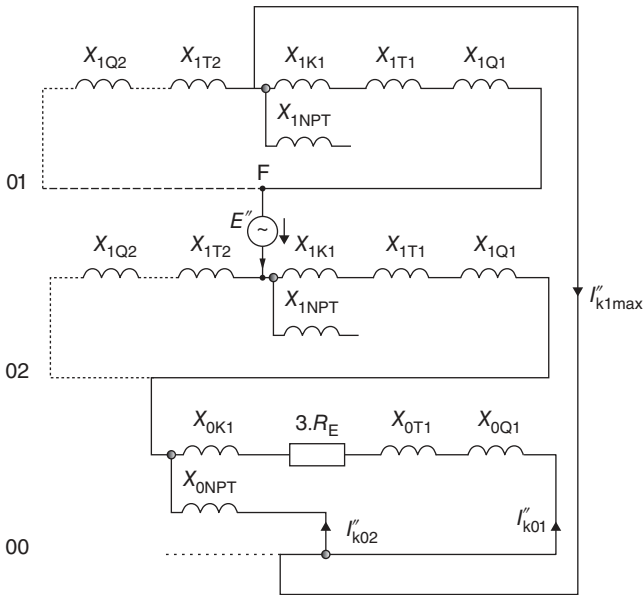 X1Q2 X1T2 X1K1 X1T1 X1Q1
X1NPT
F
01
E″
~
X1Q2 X1T2 X1K1 X1T1 X1Q1
X1NPT
I″k1max
02
X0K1 3.RE X0T1 X0Q1
X0NPT
I″k02 I″k01
00